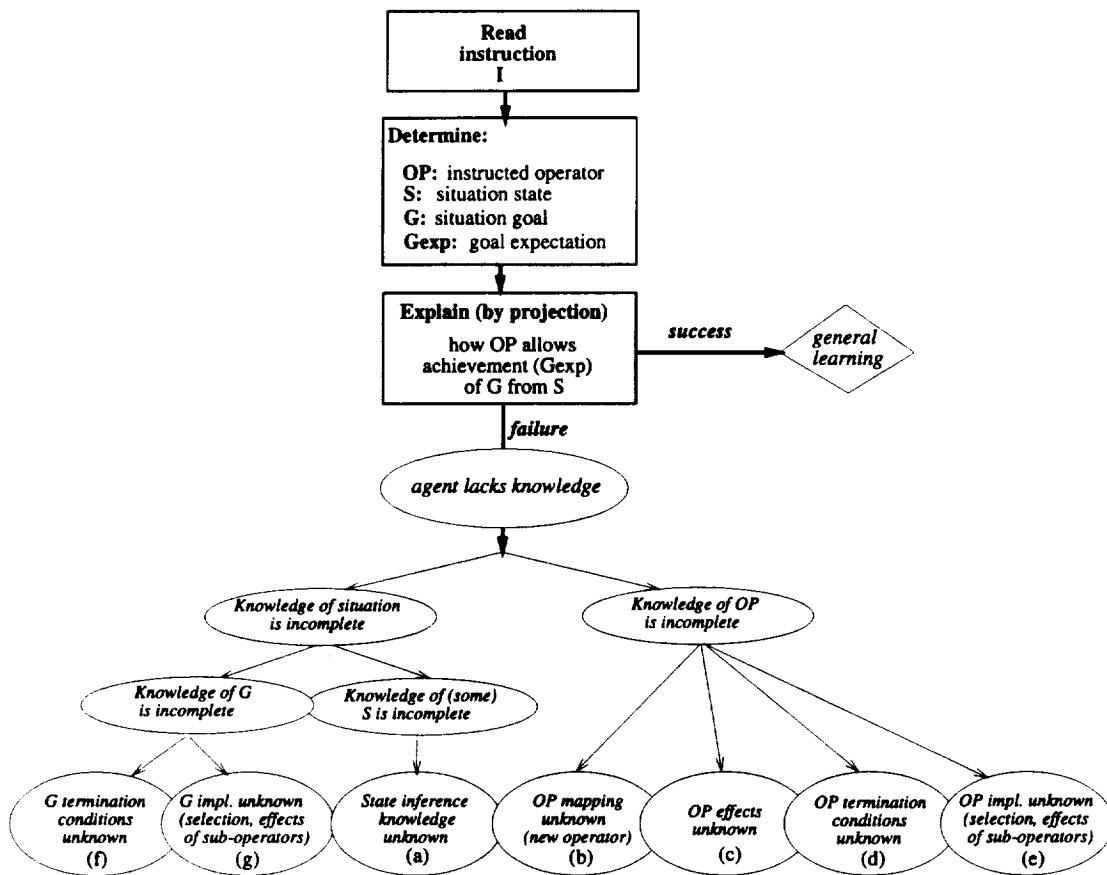 Read
instruction
I
Determine:
OP: instructed operator
S: situation state
G: situation goal
Gexp: goal expectation
Explain (by projection)
how OP allows
achievement (Gexp)
of G from S
success
general
learning
failure
agent lacks knowledge
Knowledge of situation
is incomplete
Knowledge of OP
is incomplete
Knowledge of G
is incomplete
Knowledge of (some)
S is incomplete
G termination
conditions
unknown
(f)
G impl. unknown
(selection, effects
of sub-operators)
(g)
State inference
knowledge
unknown
(a)
OP mapping
unknown
(new operator)
(b)
OP effects
unknown
(c)
OP termination
conditions
unknown
(d)
OP impl. unknown
(selection, effects
of sub-operators)
(e)